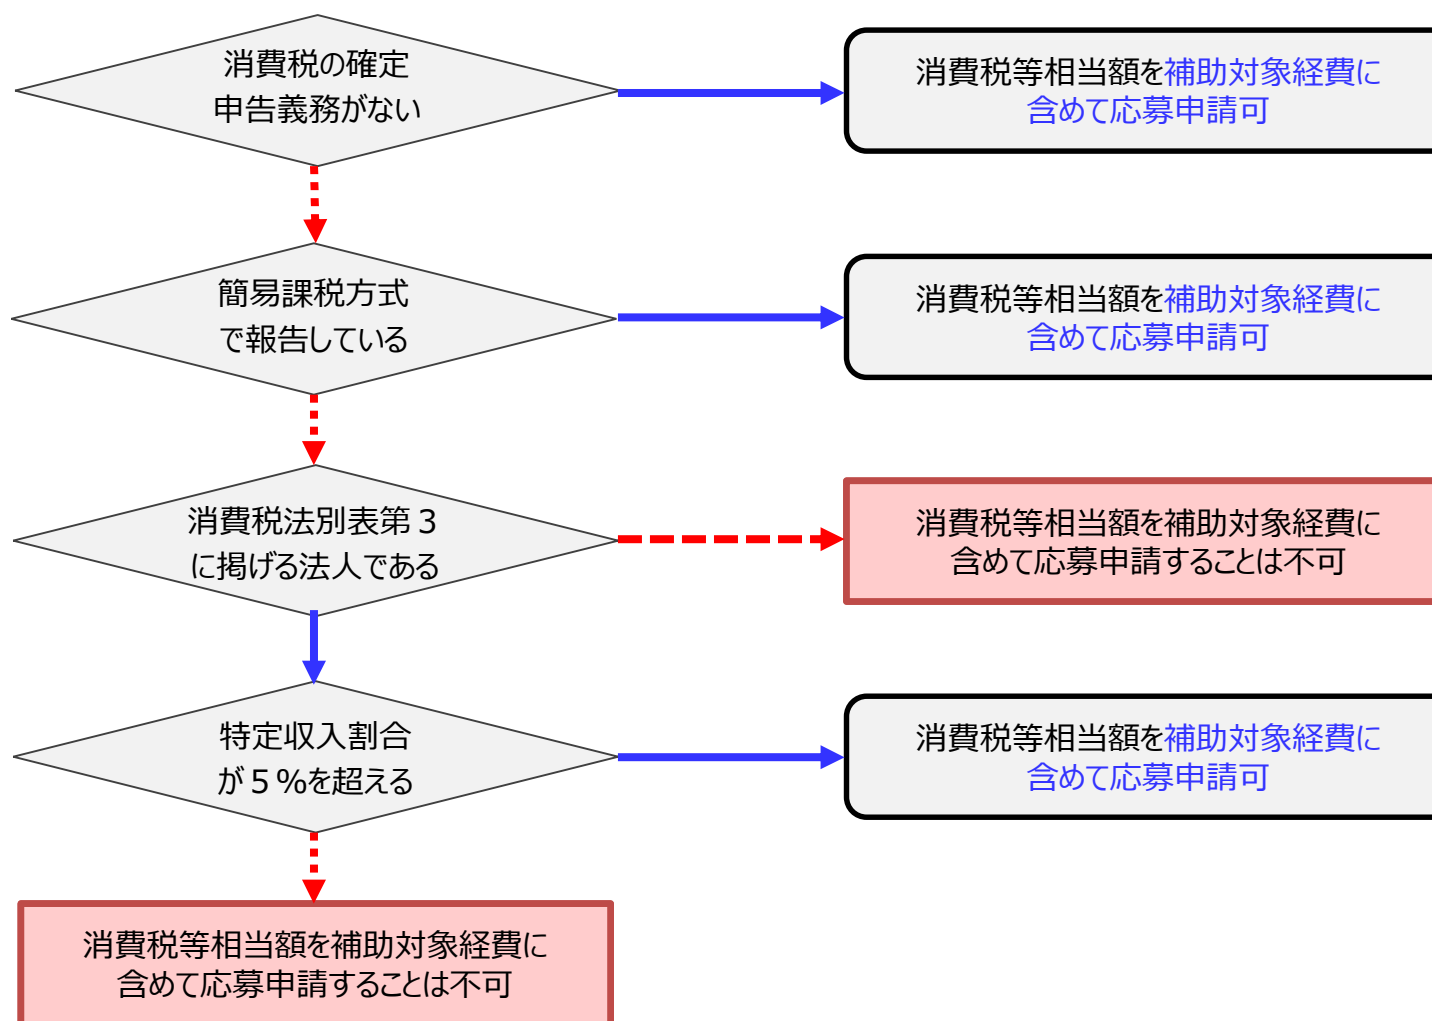 消費税の確定
申告義務がない
消費税等相当額を補助対象経費に
含めて応募申請可
簡易課税方式
で報告している
消費税等相当額を補助対象経費に
含めて応募申請可
消費税法別表第３
に掲げる法人である
消費税等相当額を補助対象経費に
含めて応募申請することは不可
特定収入割合
が５%を超える
消費税等相当額を補助対象経費に
含めて応募申請可
消費税等相当額を補助対象経費に
含めて応募申請することは不可